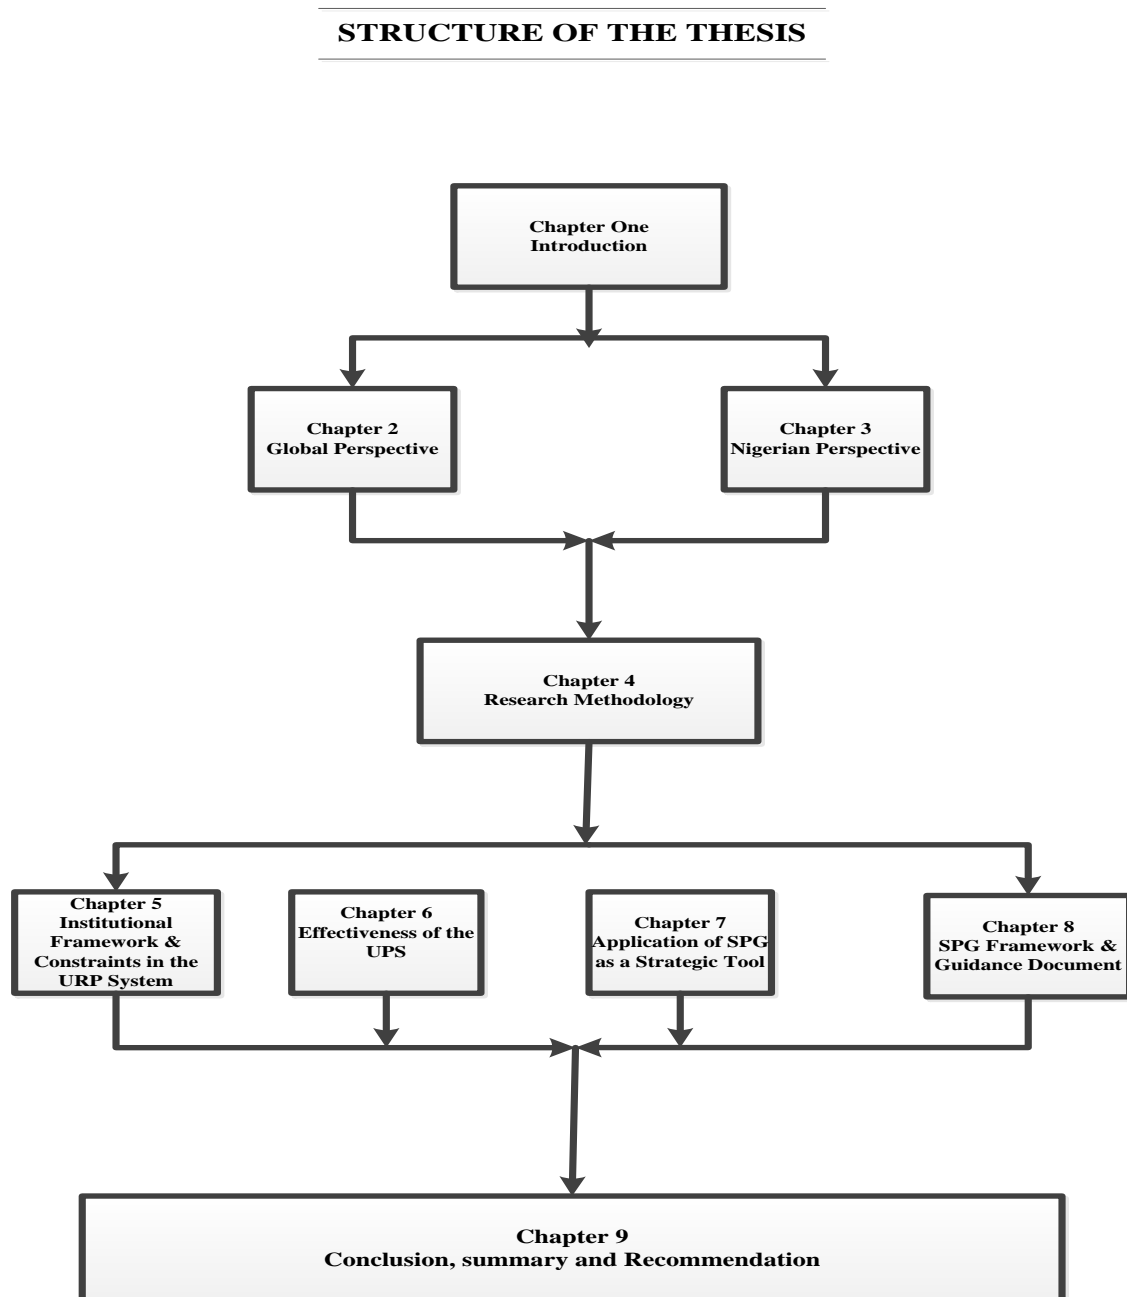 STRUCTURE OF THE THESIS
Chapter One
Introduction
Chapter 2
Global Perspective
Chapter 3
Nigerian Perspective
Chapter 4
Research Methodology
Chapter 5
Institutional
Framework &
Constraints in the
URP System
Chapter 6
Effectiveness of the
UPS
Chapter 7
Application of SPG
as a Strategic Tool
Chapter 8
SPG Framework &
Guidance Document
Chapter 9
Conclusion, summary and Recommendation